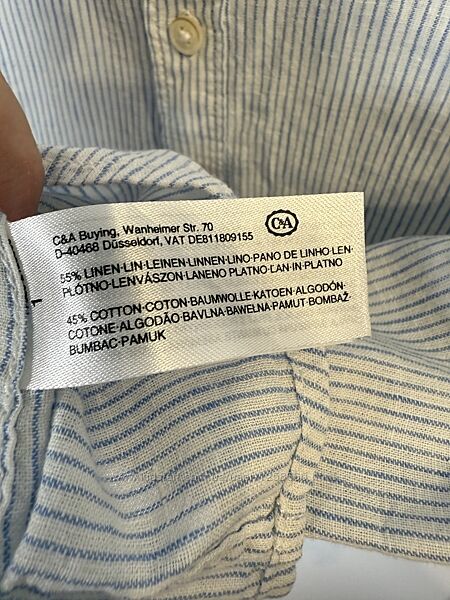 C&A Buying, Wanheimer Str. 70
D-40468 Düsseldorf, VAT DE811809155
C&A
55% LINEN·LIN·LEINEN·LINNEN·LINO·PANO DE LINHO·LEN·
PŁÓTNO·LENVÁSZON·LANENO PLATNO·ĽAN·IN·PLATNO
45% COTTON·COTON·BAUMWOLLE·KATOEN·ALGODÓN·
COTONE·ALGODÃO·BAVLNA·BAWEŁNA·PAMUT·BOMBAŽ·
BUMBAC·PAMUK
1